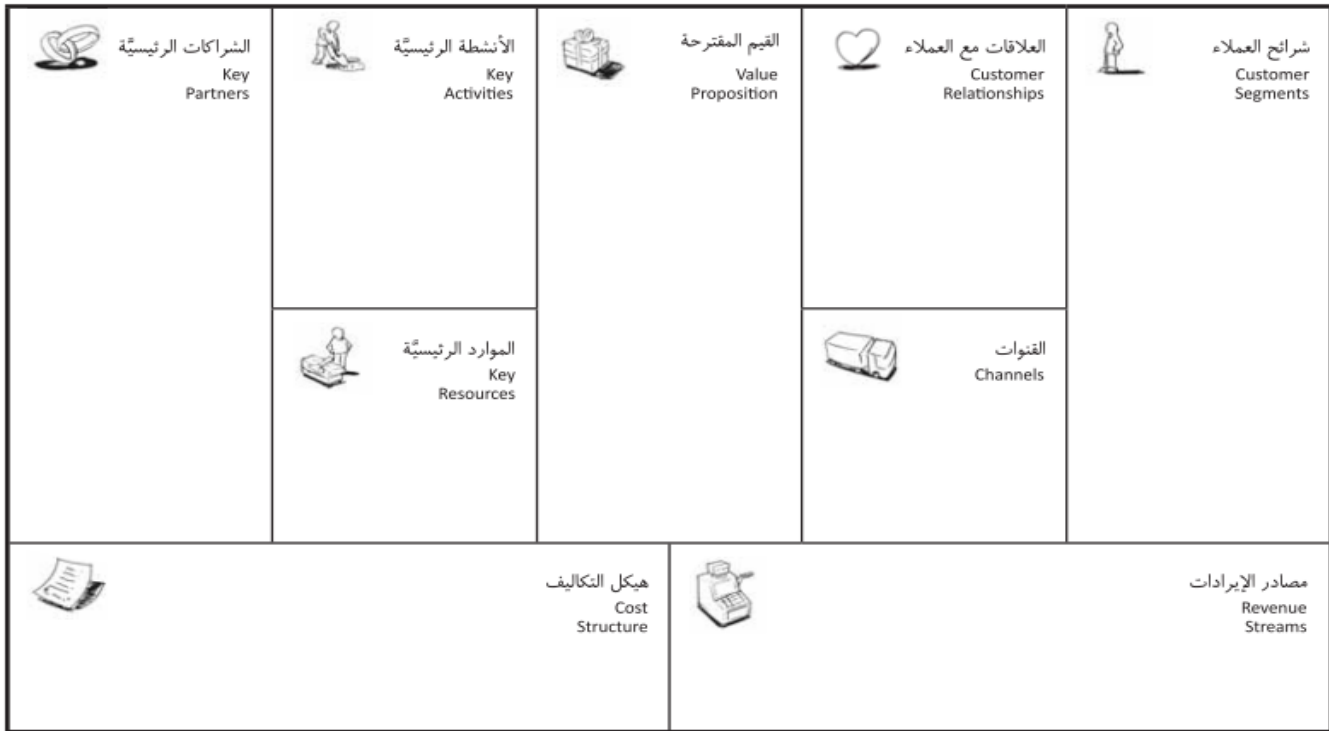 الشراكات الرئيسيَّة
Key
Partners
الأنشطة الرئيسيَّة
Key
Activities
القيم المقترحة
Value
Proposition
العلاقات مع العملاء
Customer
Relationships
شرائح العملاء
Customer
Segments
الموارد الرئيسيَّة
Key
Resources
القنوات
Channels
هيكل التكاليف
Cost
Structure
مصادر الإيرادات
Revenue
Streams